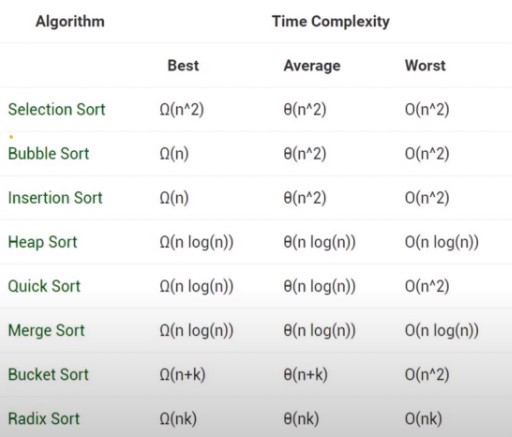 Algorithm Time Complexity
Best Average Worst
Selection Sort Ω(n^2) θ(n^2) O(n^2)
Bubble Sort Ω(n) θ(n^2) O(n^2)
Insertion Sort Ω(n) θ(n^2) O(n^2)
Heap Sort Ω(n log(n)) θ(n log(n)) O(n log(n))
Quick Sort Ω(n log(n)) θ(n log(n)) O(n^2)
Merge Sort Ω(n log(n)) θ(n log(n)) O(n log(n))
Bucket Sort Ω(n+k) θ(n+k) O(n^2)
Radix Sort Ω(nk) θ(nk) O(nk)